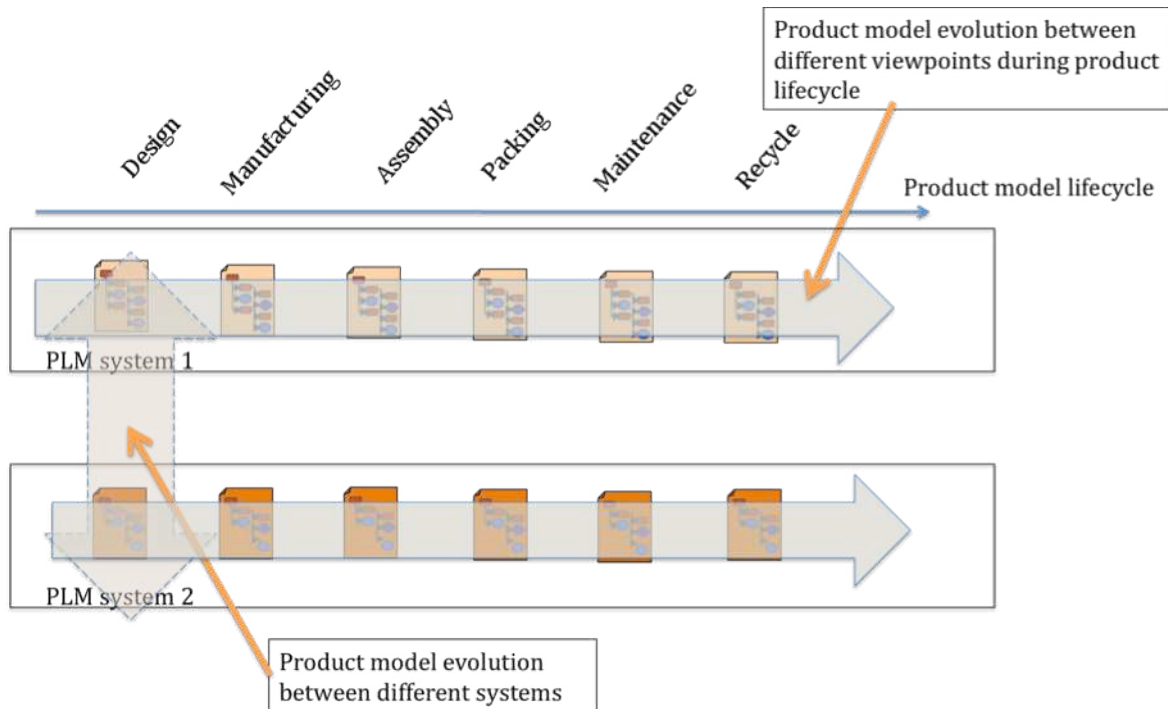 Product model evolution between
different viewpoints during product
lifecycle
Design
Manufacturing
Assembly
Packing
Maintenance
Recycle
Product model lifecycle
PLM system 1
PLM system 2
Product model evolution
between different systems